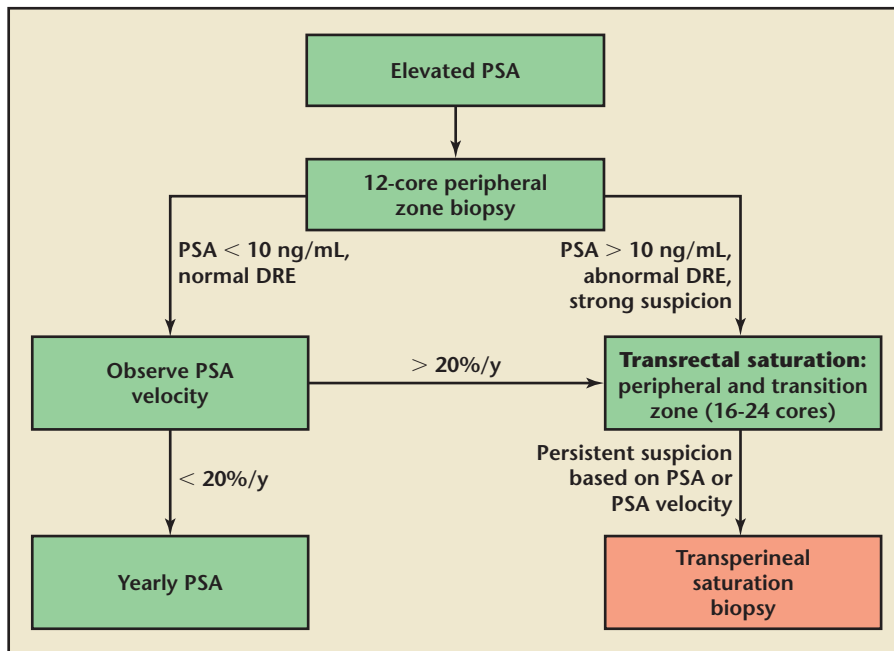 Elevated PSA
12-core peripheral
zone biopsy
PSA < 10 ng/mL,
normal DRE
PSA > 10 ng/mL,
abnormal DRE,
strong suspicion
Observe PSA
velocity
> 20%/y
Transrectal saturation:
peripheral and transition
zone (16-24 cores)
< 20%/y
Persistent suspicion
based on PSA or
PSA velocity
Yearly PSA
Transperineal
saturation
biopsy